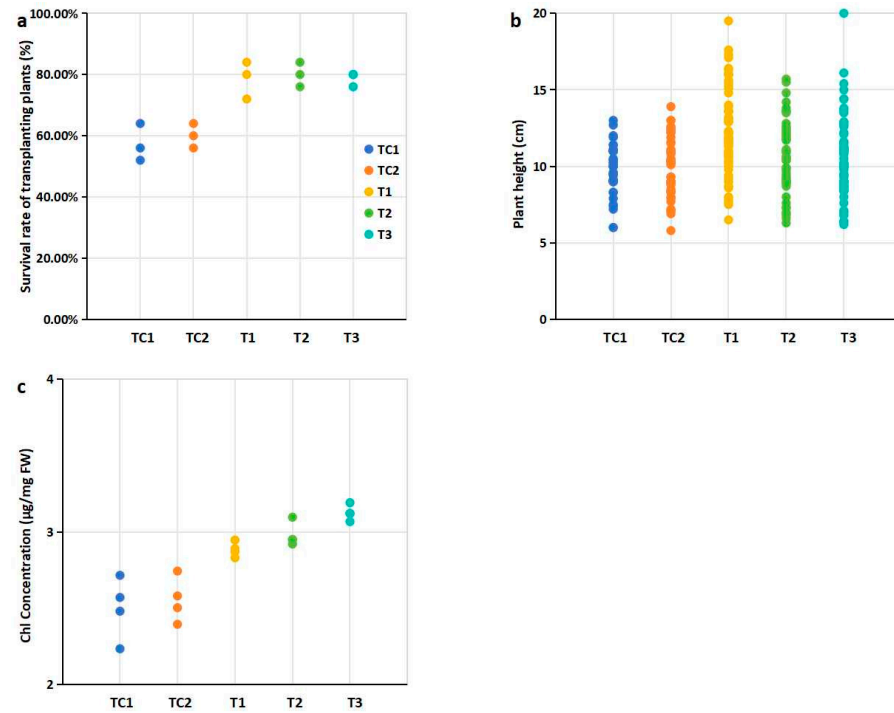 a
Survival rate of transplanting plants (%)
100.00%
80.00%
60.00%
40.00%
20.00%
0.00%
TC1 TC2 T1 T2 T3
TC1
TC2
T1
T2
T3
b
Plant height (cm)
20
15
10
5
0
TC1 TC2 T1 T2 T3
c
Chl Concentration (μg/mg FW)
4
3
2
TC1 TC2 T1 T2 T3